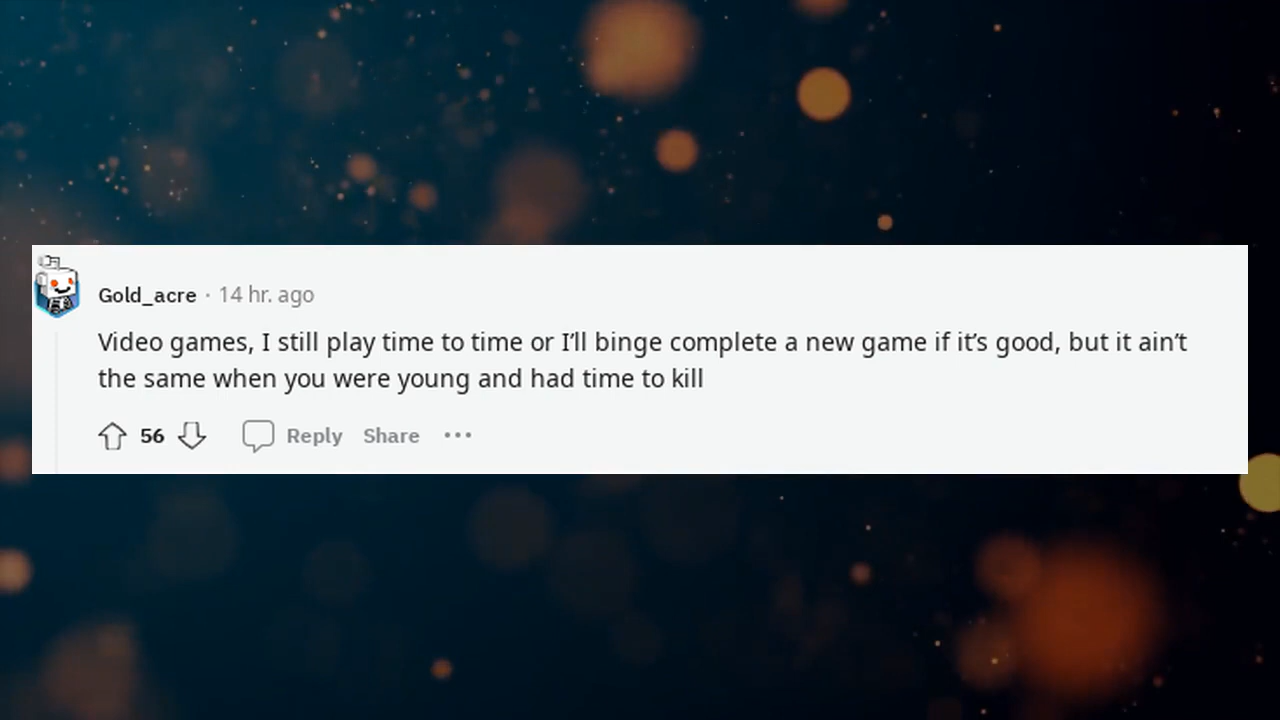 Gold_acre · 14 hr. ago
Video games, I still play time to time or I’ll binge complete a new game if it’s good, but it ain’t
the same when you were young and had time to kill
56 Reply Share ···